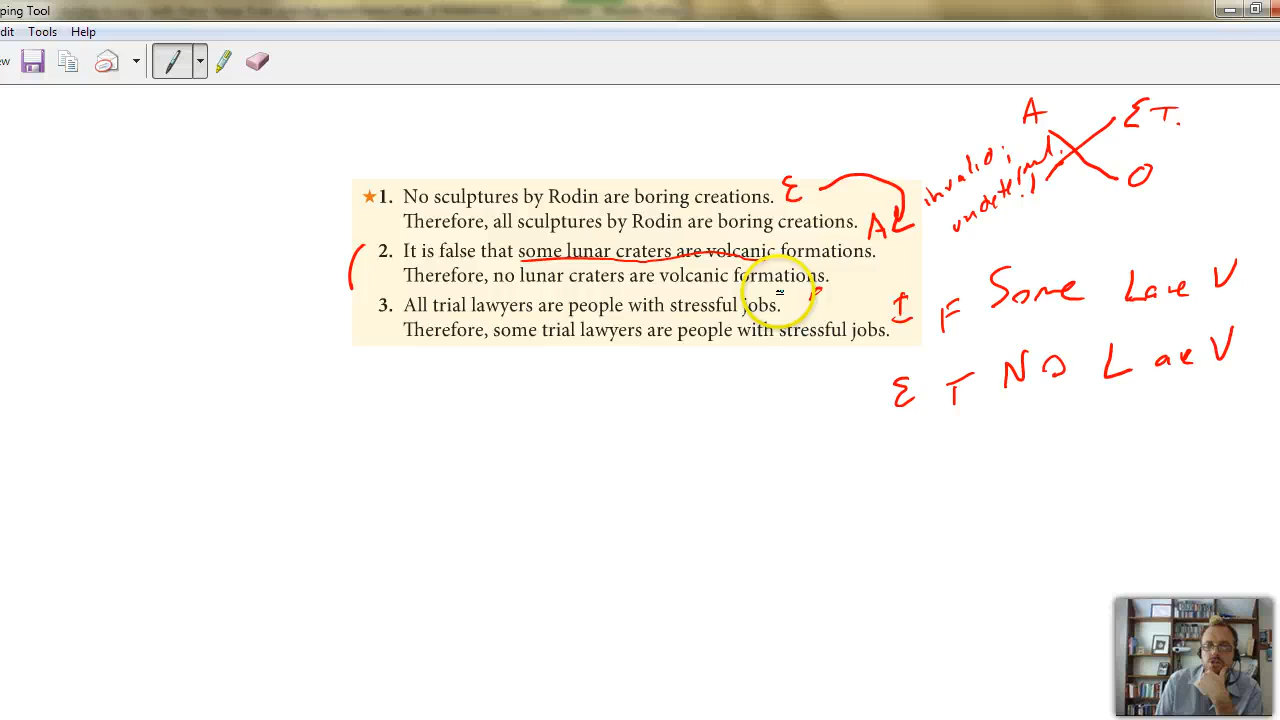 ping Tool
dit Tools Help
w
A
E T.
invalid;
O
★1. No sculptures by Rodin are boring creations. E
Therefore, all sculptures by Rodin are boring creations. A
2. It is false that some lunar craters are volcanic formations.
Therefore, no lunar craters are volcanic formations.
I F Some L are V
3. All trial lawyers are people with stressful jobs.
Therefore, some trial lawyers are people with stressful jobs.
E T No L are V